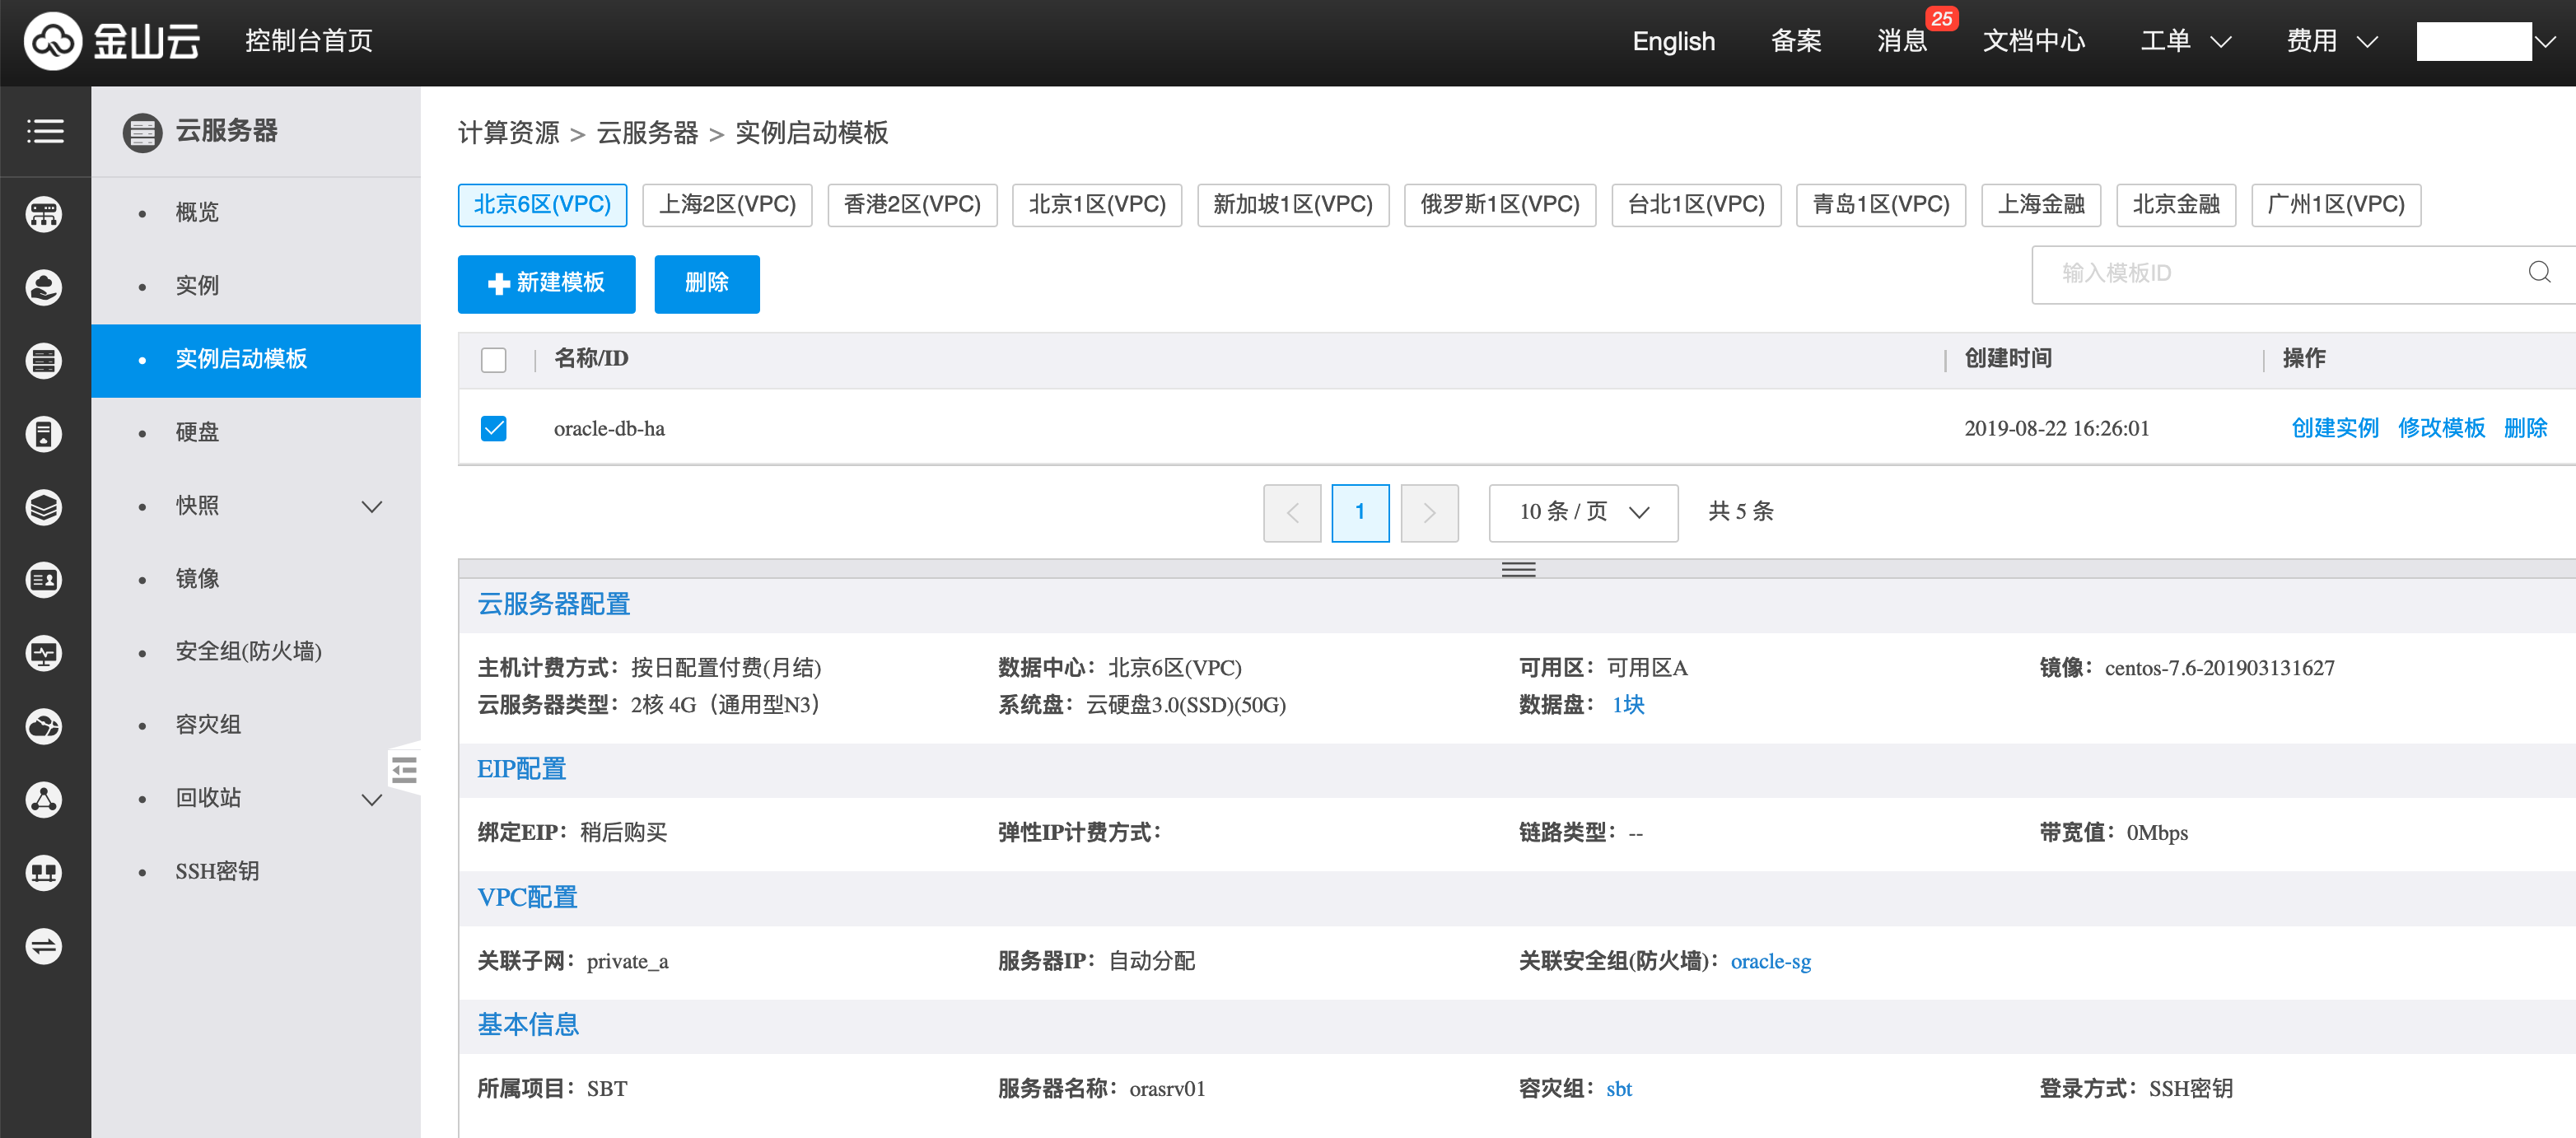 金山云 控制台首页 English 备案 消息 25 文档中心 工单 费用
云服务器
概览
实例
实例启动模板
硬盘
快照
镜像
安全组(防火墙)
容灾组
回收站
SSH密钥
计算资源 > 云服务器 > 实例启动模板
北京6区(VPC) 上海2区(VPC) 香港2区(VPC) 北京1区(VPC) 新加坡1区(VPC) 俄罗斯1区(VPC) 台北1区(VPC) 青岛1区(VPC) 上海金融 北京金融 广州1区(VPC)
新建模板 删除 输入模板ID
名称/ID 创建时间 操作
oracle-db-ha 2019-08-22 16:26:01 创建实例 修改模板 删除
1 10 条 / 页 共 5 条
云服务器配置
主机计费方式：按日配置付费(月结) 数据中心：北京6区(VPC) 可用区：可用区A 镜像：centos-7.6-201903131627
云服务器类型：2核 4G（通用型N3） 系统盘：云硬盘3.0(SSD)(50G) 数据盘：1块
EIP配置
绑定EIP：稍后购买 弹性IP计费方式： 链路类型：-- 带宽值：0Mbps
VPC配置
关联子网：private_a 服务器IP：自动分配 关联安全组(防火墙)：oracle-sg
基本信息
所属项目：SBT 服务器名称：orasrv01 容灾组：sbt 登录方式：SSH密钥